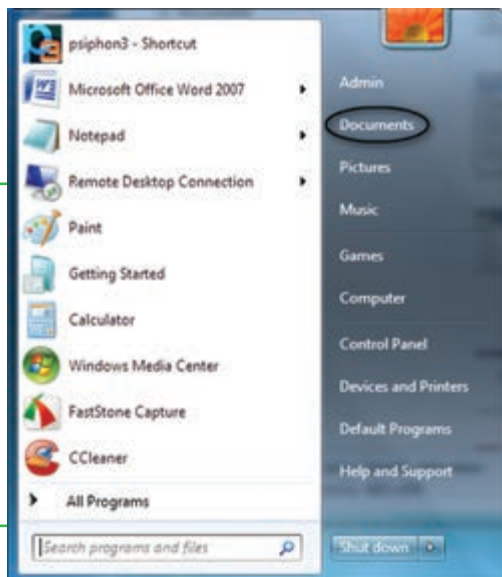 psiphon3 - Shortcut
Microsoft Office Word 2007
Notepad
Remote Desktop Connection
Paint
Getting Started
Calculator
Windows Media Center
FastStone Capture
CCleaner
All Programs
Search programs and files
Admin
Documents
Pictures
Music
Games
Computer
Control Panel
Devices and Printers
Default Programs
Help and Support
Shut down